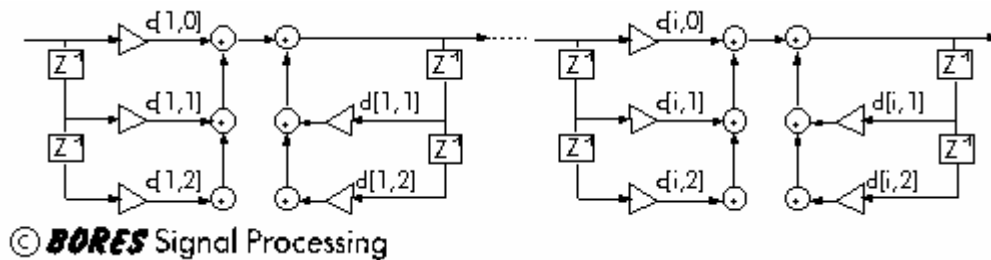 c[1,0] c[i,0]
Z⁻¹ Z⁻¹ Z⁻¹ Z⁻¹
c[1,1] d[1,1] c[i,1] d[i,1]
Z⁻¹ Z⁻¹ Z⁻¹ Z⁻¹
c[1,2] d[1,2] c[i,2] d[i,2]
© BORES Signal Processing